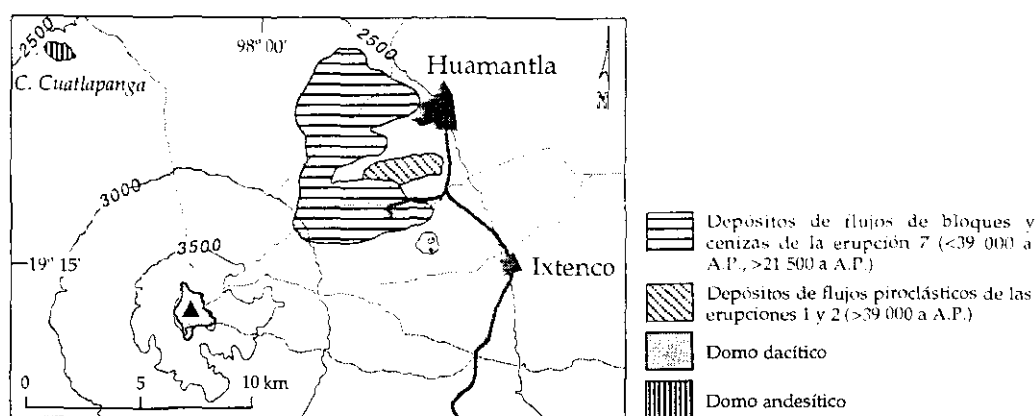 2500
98° 00'
2500
Huamantla
C. Cuatlapanga
N
3000
3500
19° 15'
Ixtenco
0 5 10 km
Depósitos de flujos de bloques y
cenizas de la erupción 7 (<39 000 a
A.P., >21 500 a A.P.)
Depósitos de flujos piroclásticos de las
erupciones 1 y 2 (>39 000 a A.P.)
Domo dacítico
Domo andesítico